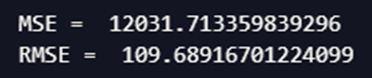 MSE =  12031.713359839296
RMSE =  109.68916701224099